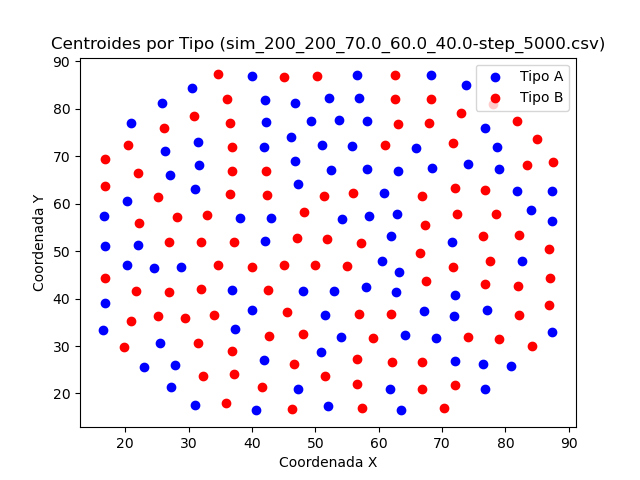 Centroides por Tipo (sim_200_200_70.0_60.0_40.0-step_5000.csv)
Tipo A
Tipo B
Coordenada Y
90
80
70
60
50
40
30
20
20 30 40 50 60 70 80 90
Coordenada X